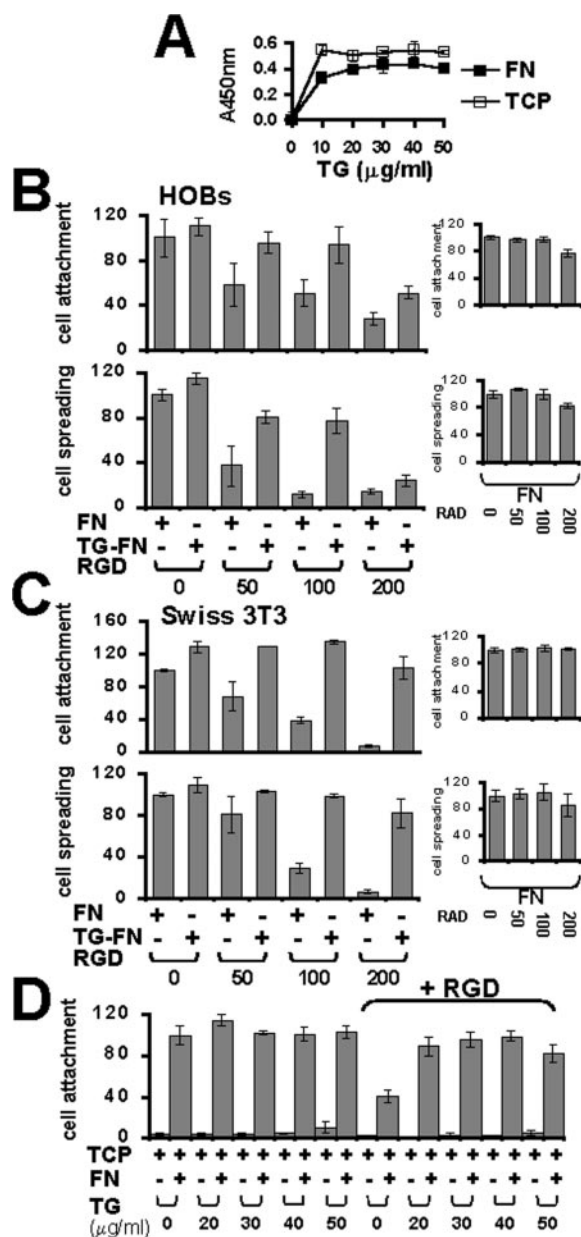 A
A450nm
0.6
0.4
0.2
0.0
0 10 20 30 40 50
TG (μg/ml)
FN
TCP
B
HOBs
cell attachment
120
80
40
0
cell attachment
120
80
40
0
cell spreading
120
80
40
0
cell spreading
120
80
40
0
FN + - + - + - + -
TG-FN - + - + - + - +
RGD
0 50 100 200
FN
RAD 0 50 100 200
C
Swiss 3T3
cell attachment
160
120
80
40
0
cell attachment
120
80
40
0
cell spreading
120
80
40
0
cell spreading
120
80
40
0
FN + - + - + - + -
TG-FN - + - + - + - +
RGD
0 50 100 200
FN
RAD 0 50 100 200
D
+ RGD
cell attachment
120
80
40
0
TCP + + + + + + + + + + + + + + + + + + + +
FN - + - + - + - + - + - + - + - + - + - +
TG
(μg/ml) 0 20 30 40 50 0 20 30 40 50